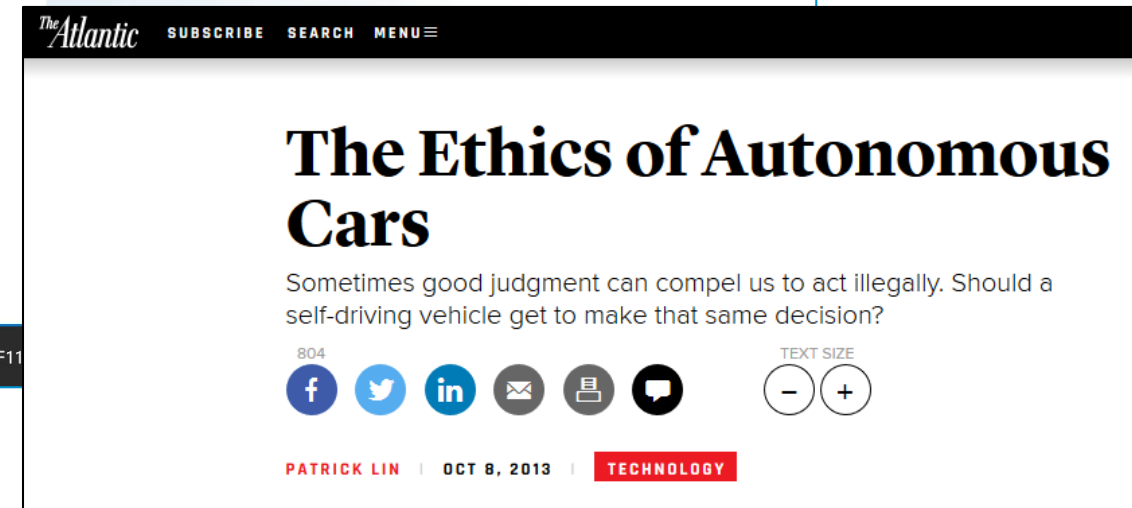 The Atlantic SUBSCRIBE SEARCH MENU
The Ethics of Autonomous
Cars
Sometimes good judgment can compel us to act illegally. Should a
self-driving vehicle get to make that same decision?
804 TEXT SIZE
f in − +
PATRICK LIN | OCT 8, 2013 | TECHNOLOGY
F11